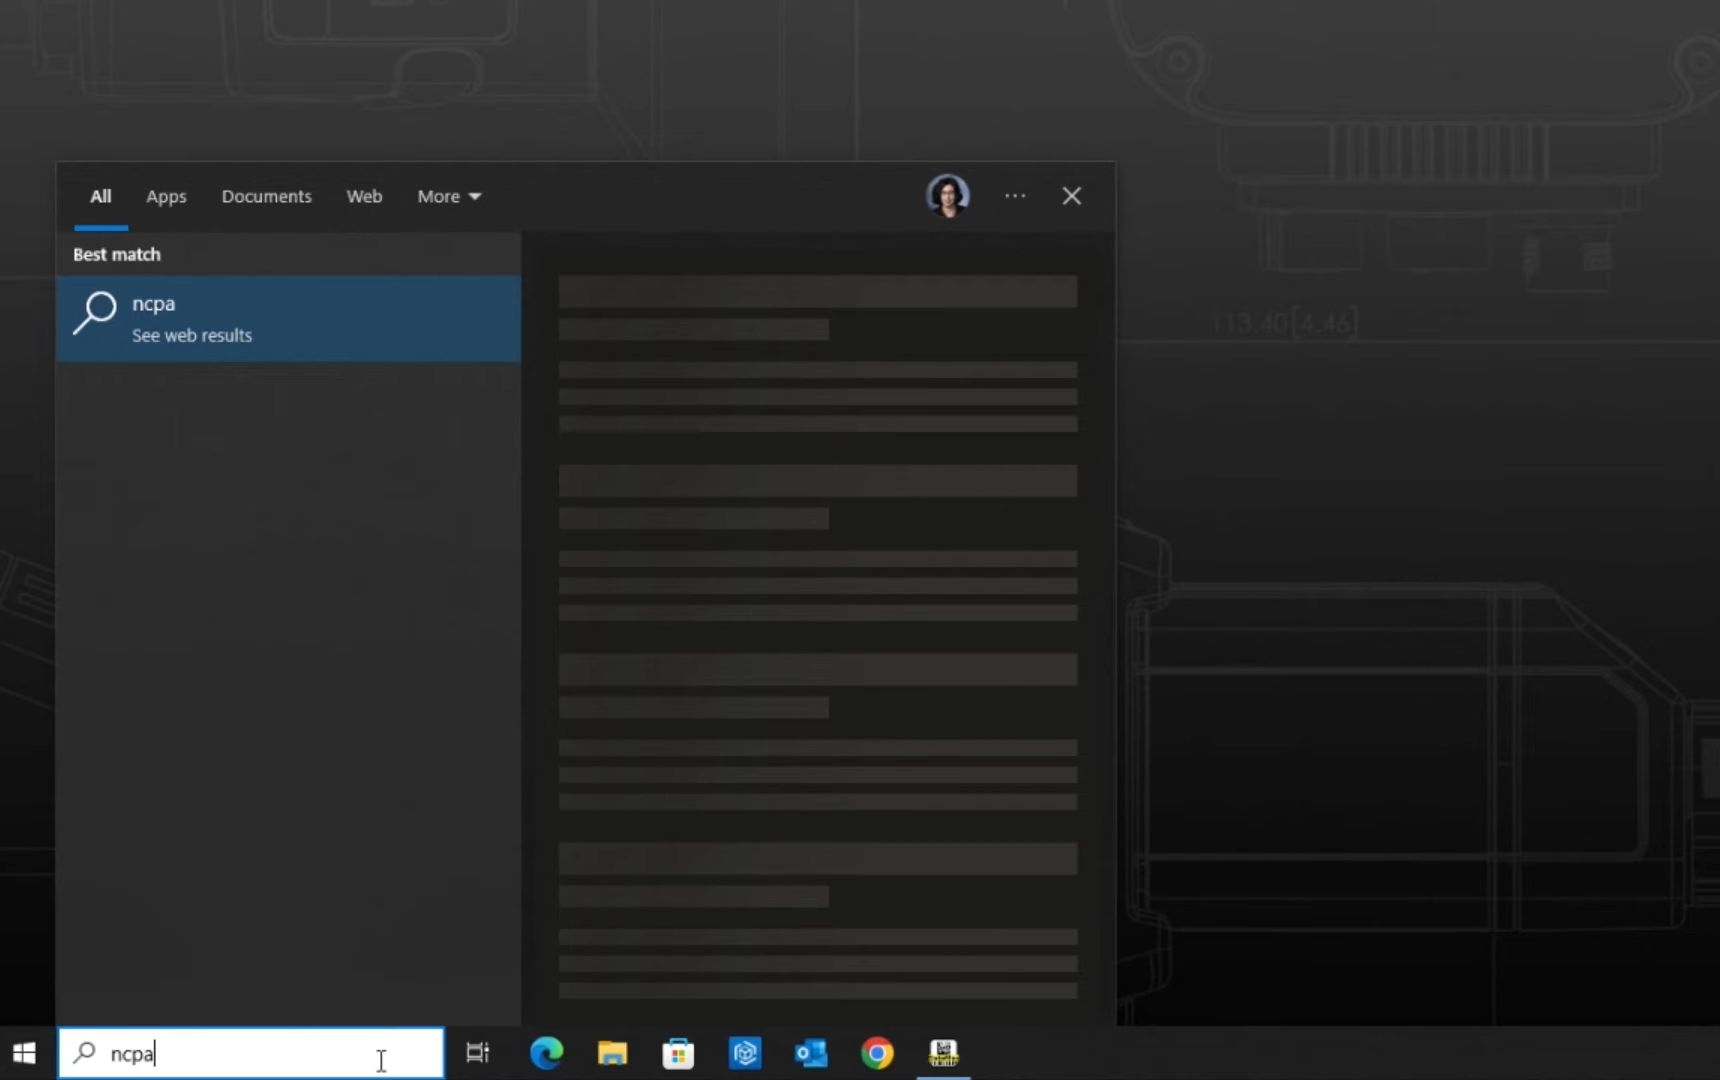 113.40[4.46]
All Apps Documents Web More
Best match
ncpa
See web results
ncpa